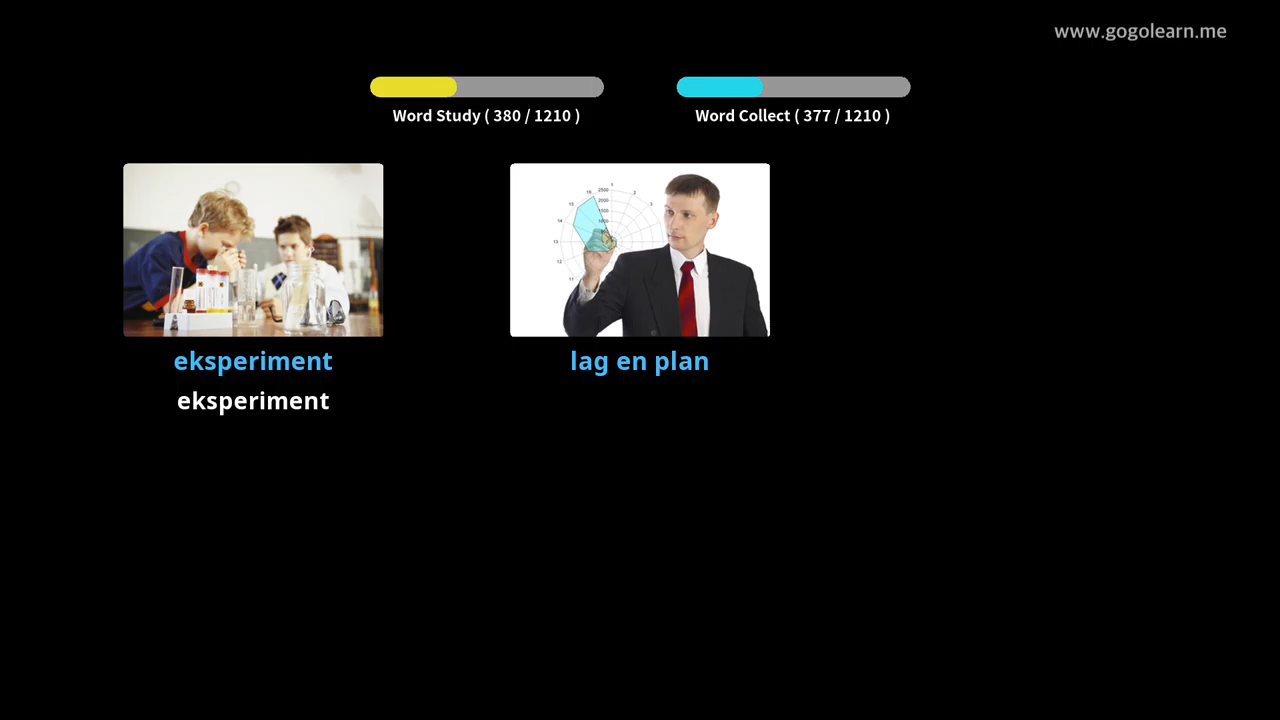 www.gogolearn.me
Word Study ( 380 / 1210 )
Word Collect ( 377 / 1210 )
eksperiment
lag en plan
eksperiment